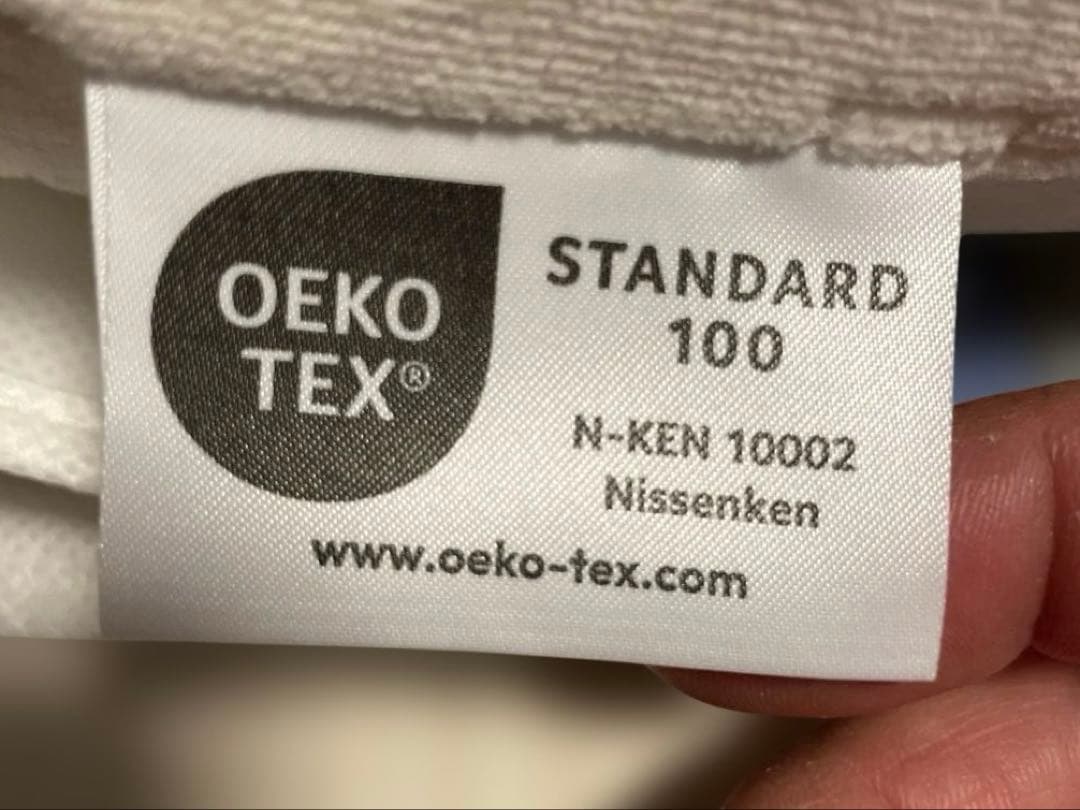 OEKO
TEX®
STANDARD
100
N-KEN 10002
Nissenken
www.oeko-tex.com